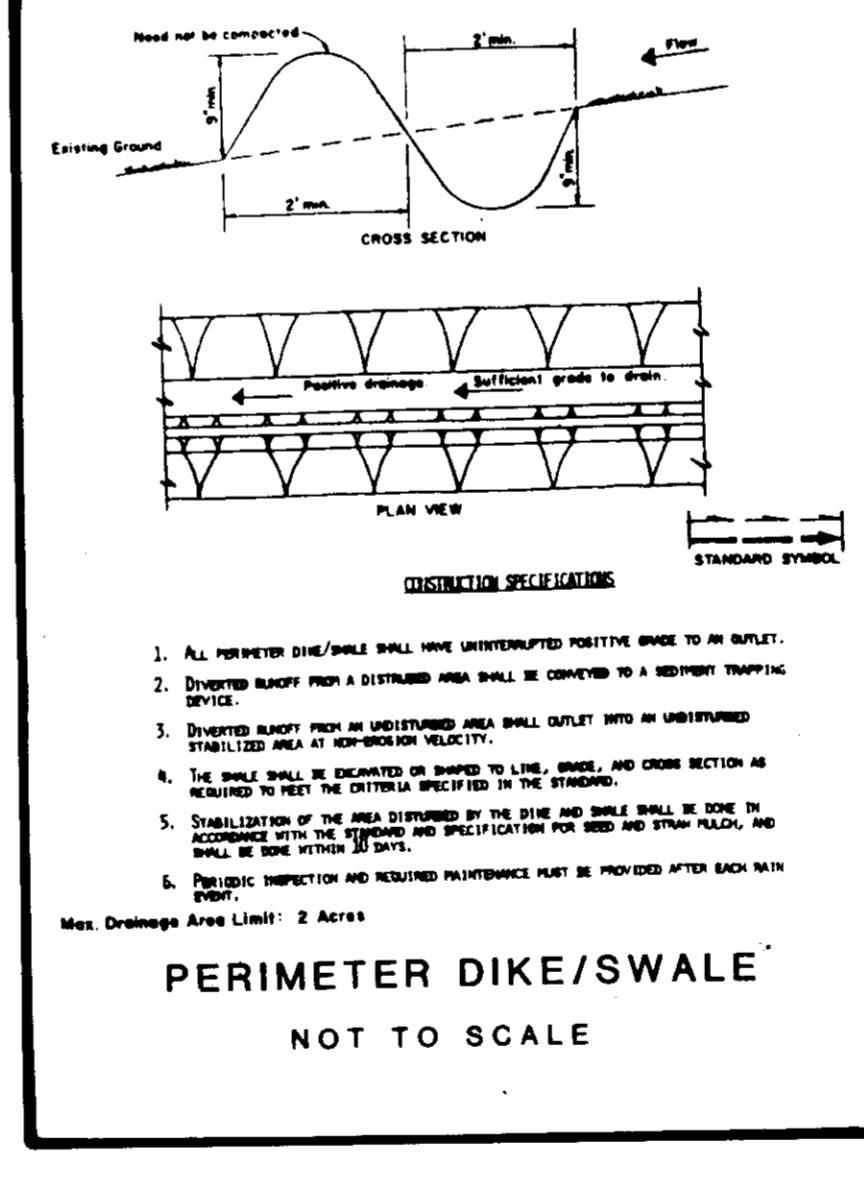 Need not be compacted
2' min.
Flow
9" min.
Existing Ground
9" min.
2' min.
CROSS SECTION
Positive drainage.
Sufficient grade to drain.
PLAN VIEW
STANDARD SYMBOL
CONSTRUCTION SPECIFICATIONS
1. ALL PERIMETER DIKE/SWALE SHALL HAVE UNINTERRUPTED POSITIVE GRADE TO AN OUTLET.
2. DIVERTED RUNOFF FROM A DISTRUBED AREA SHALL BE CONVEYED TO A SEDIMENT TRAPPING
DEVICE.
3. DIVERTED RUNOFF FROM AN UNDISTURBED AREA SHALL OUTLET INTO AN UNDISTURBED
STABILIZED AREA AT NON-EROSION VELOCITY.
4. THE SWALE SHALL BE EXCAVATED OR SHAPED TO LINE, GRADE, AND CROSS SECTION AS
REQUIRED TO MEET THE CRITERIA SPECIFIED IN THE STANDARD.
5. STABILIZATION OF THE AREA DISTURBED BY THE DIKE AND SWALE SHALL BE DONE IN
ACCORDANCE WITH THE STANDARD AND SPECIFICATION FOR SEED AND STRAW MULCH, AND
SHALL BE DONE WITHIN 10 DAYS.
6. PERIODIC INSPECTION AND REQUIRED MAINTENANCE MUST BE PROVIDED AFTER EACH RAIN
EVENT.
Max. Drainage Area Limit: 2 Acres
PERIMETER DIKE/SWALE
NOT TO SCALE